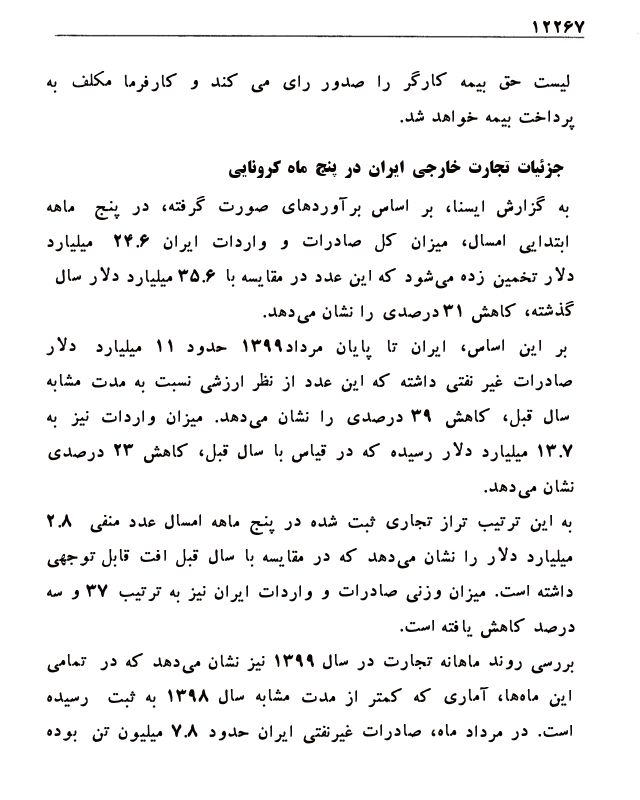 ۱۲۲۶۷
لیست حق بیمه کارگر را صدور رای می کند و کارفرما مکلف به
پرداخت بیمه خواهد شد.
جزئیات تجارت خارجی ایران در پنج ماه کرونایی
به گزارش ایسنا، بر اساس برآوردهای صورت گرفته، در پنج ماهه
ابتدایی امسال، میزان کل صادرات و واردات ایران ۲۴.۶ میلیارد
دلار تخمین زده می‌شود که این عدد در مقایسه با ۳۵.۶ میلیارد دلار سال
گذشته، کاهش ۳۱ درصدی را نشان می‌دهد.
بر این اساس، ایران تا پایان مرداد۱۳۹۹ حدود ۱۱ میلیارد دلار
صادرات غیر نفتی داشته که این عدد از نظر ارزشی نسبت به مدت مشابه
سال قبل، کاهش ۳۹ درصدی را نشان می‌دهد. میزان واردات نیز به
۱۳.۷ میلیارد دلار رسیده که در قیاس با سال قبل، کاهش ۲۳ درصدی
نشان می‌دهد.
به این ترتیب تراز تجاری ثبت شده در پنج ماهه امسال عدد منفی ۲.۸
میلیارد دلار را نشان می‌دهد که در مقایسه با سال قبل افت قابل توجهی
داشته است. میزان وزنی صادرات و واردات ایران نیز به ترتیب ۳۷ و سه
درصد کاهش یافته است.
بررسی روند ماهانه تجارت در سال ۱۳۹۹ نیز نشان می‌دهد که در تمامی
این ماه‌ها، آماری که کمتر از مدت مشابه سال ۱۳۹۸ به ثبت رسیده
است. در مرداد ماه، صادرات غیرنفتی ایران حدود ۷.۸ میلیون تن بوده